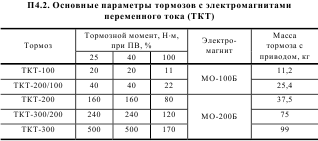 П4.2. Основные параметры тормозов с электромагнитами
переменного тока (ТКТ)
Тормоз Тормозной момент, Н·м, при ПВ, % Электро-магнит Масса тормоза с приводом, кг
25 40 100
ТКТ-100 20 20 11 МО-100Б 11,2
ТКТ-200/100 40 40 22 25,4
ТКТ-200 160 160 80 МО-200Б 37,5
ТКТ-300/200 240 240 120 75
ТКТ-300 500 500 170 99